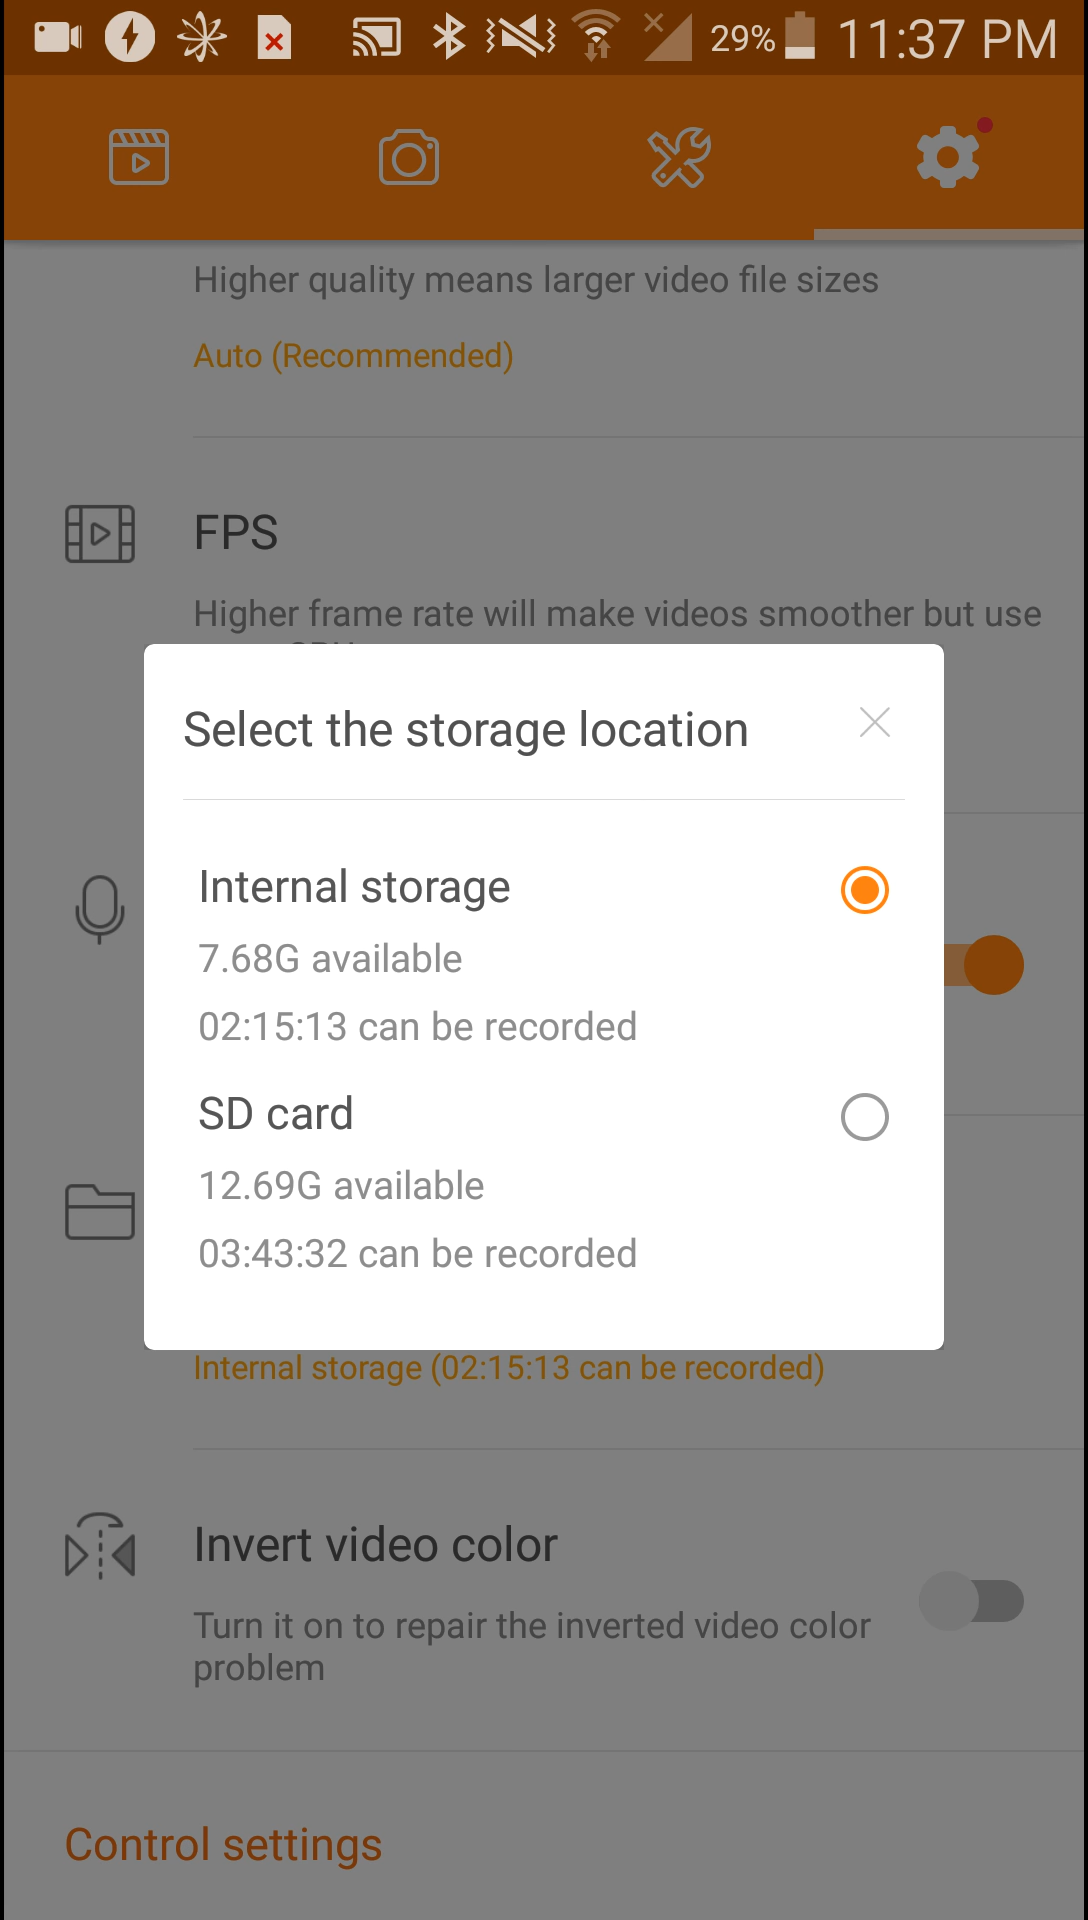 29% 11:37 PM
Higher quality means larger video file sizes
Auto (Recommended)
FPS
Higher frame rate will make videos smoother but use
Select the storage location
Internal storage
7.68G available
02:15:13 can be recorded
SD card
12.69G available
03:43:32 can be recorded
Internal storage (02:15:13 can be recorded)
Invert video color
Turn it on to repair the inverted video color
problem
Control settings